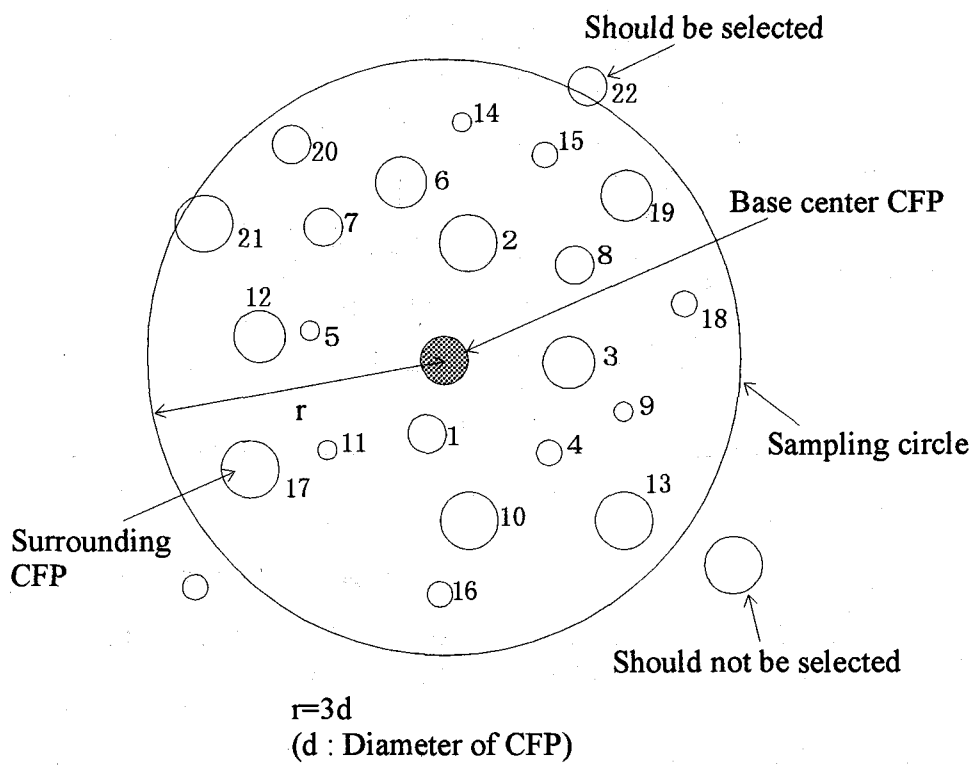 Should be selected
22
14
15
20
6
19
Base center CFP
7
21
2
8
12
5
18
3
r
9
11
1
4
Sampling circle
17
13
10
Surrounding
CFP
16
Should not be selected
r=3d
(d : Diameter of CFP)